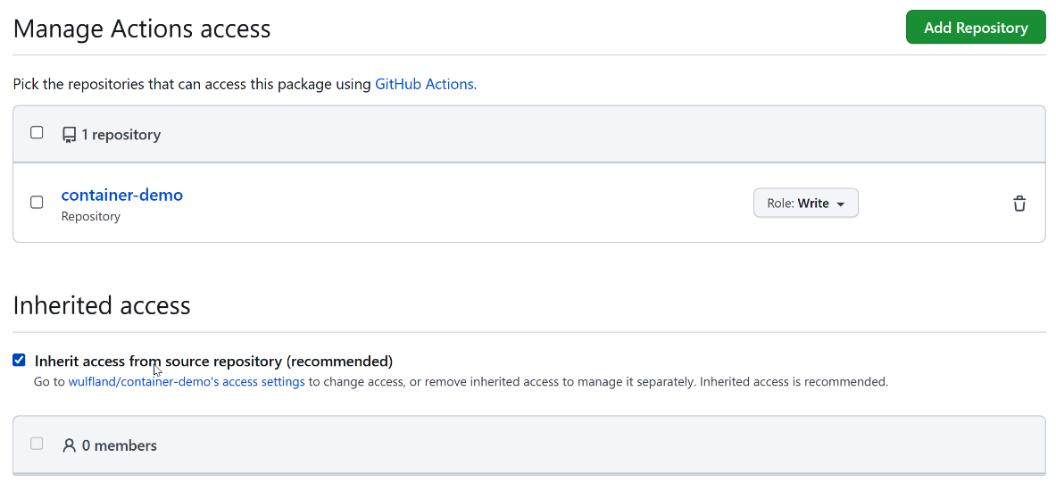 Manage Actions access
Add Repository
Pick the repositories that can access this package using GitHub Actions.
1 repository
container-demo
Role: Write
Repository
Inherited access
Inherit access from source repository (recommended)
Go to wulfland/container-demo's access settings to change access, or remove inherited access to manage it separately. Inherited access is recommended.
0 members